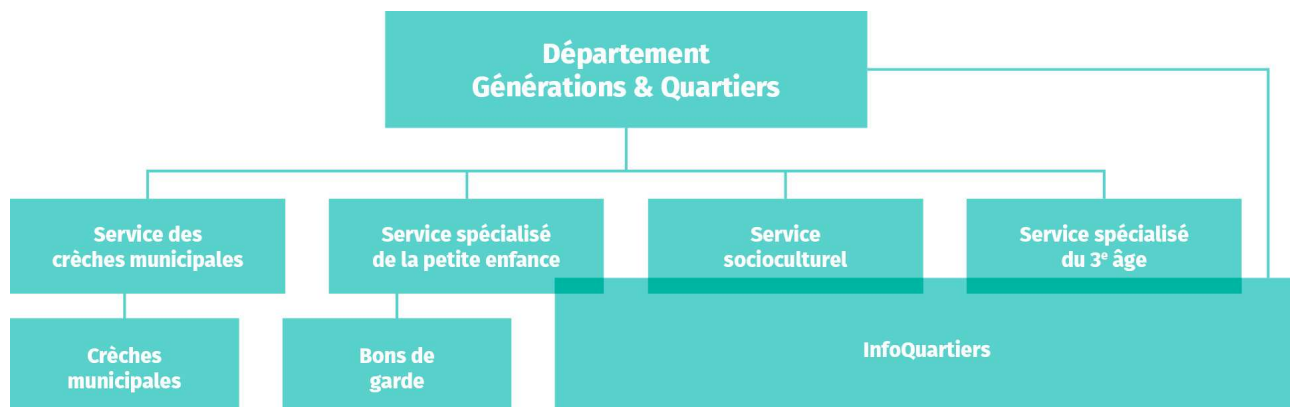 Département
Générations & Quartiers
Service des
crèches municipales
Service spécialisé
de la petite enfance
Service
socioculturel
Service spécialisé
du 3e âge
Crèches
municipales
Bons de
garde
InfoQuartiers